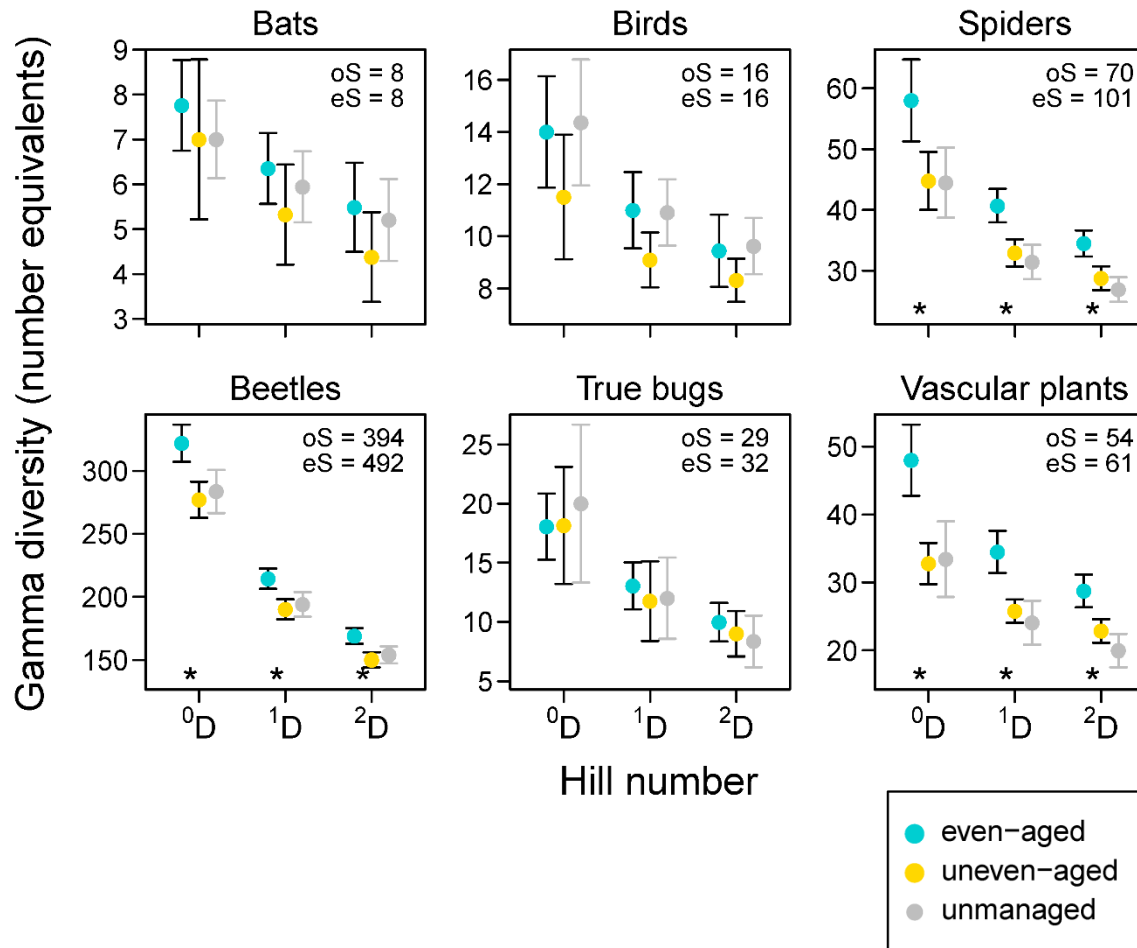 Gamma diversity (number equivalents)
Bats
oS = 8
eS = 8
9
8
7
6
5
4
3
Birds
oS = 16
eS = 16
16
14
12
10
8
Spiders
oS = 70
eS = 101
60
50
40
30
* * *
Beetles
oS = 394
eS = 492
300
250
200
150
* * *
⁰D ¹D ²D
True bugs
oS = 29
eS = 32
25
20
15
10
5
⁰D ¹D ²D
Vascular plants
oS = 54
eS = 61
50
40
30
20
* * *
⁰D ¹D ²D
Hill number
even−aged
uneven−aged
unmanaged